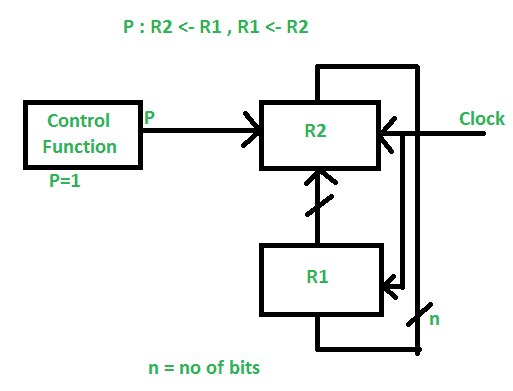 P : R2 <- R1 , R1 <- R2
Control
Function
P
P=1
R2
Clock
R1
n
n = no of bits